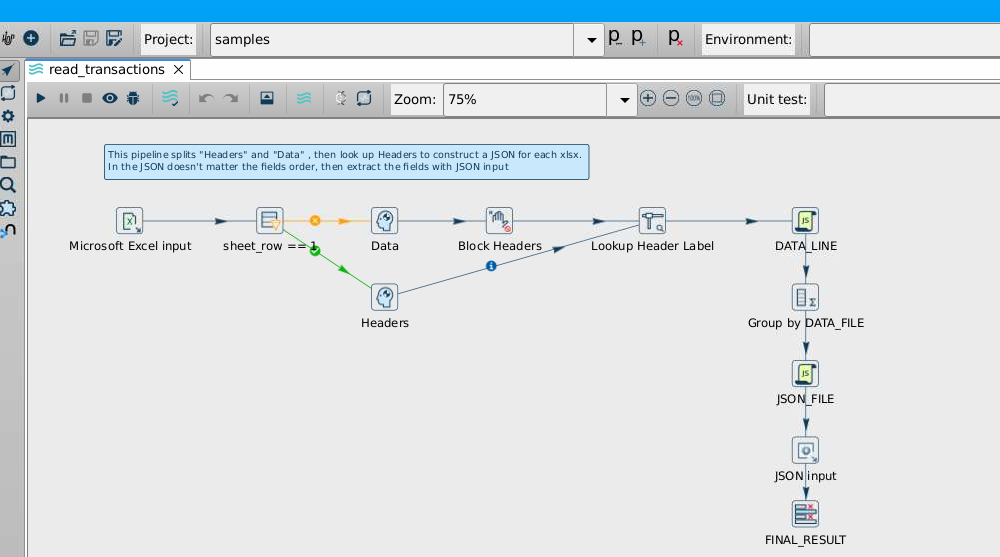 Project:
samples
Environment:
read_transactions
Zoom:
75%
Unit test:
This pipeline splits "Headers" and "Data" , then look up Headers to construct a JSON for each xlsx.
In the JSON doesn't matter the fields order, then extract the fields with JSON input
Microsoft Excel input
sheet_row == 1
Data
Block Headers
Lookup Header Label
DATA_LINE
Headers
Group by DATA_FILE
JSON_FILE
JSON input
FINAL_RESULT